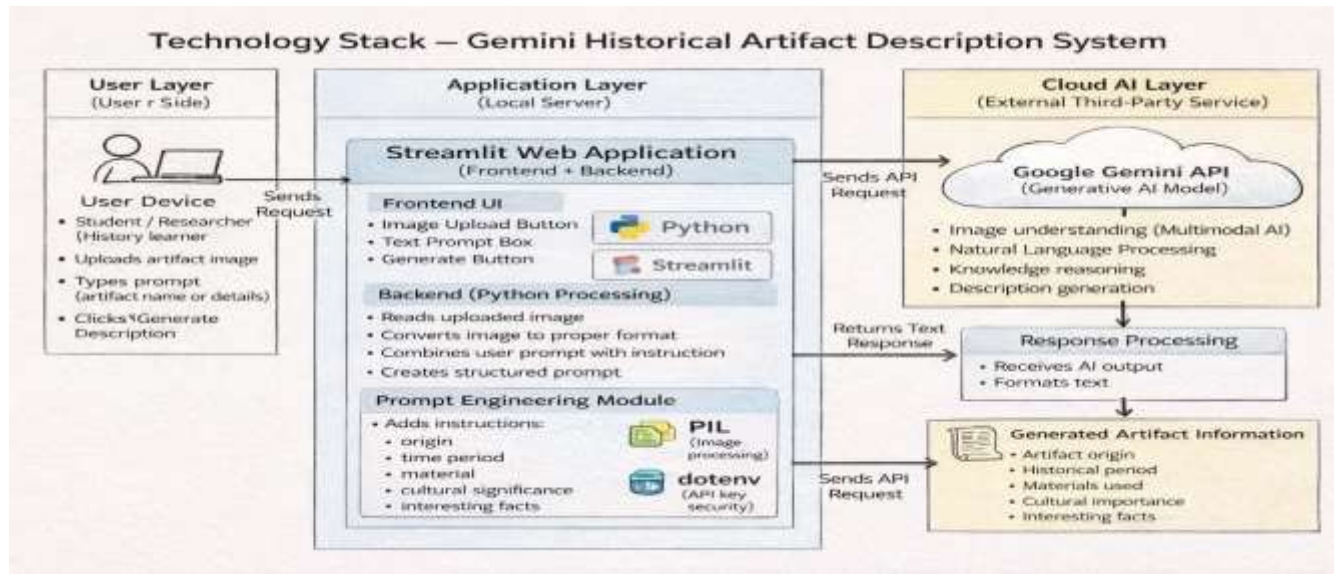 Technology Stack — Gemini Historical Artifact Description System
User Layer
(User r Side)
User Device
• Student / Researcher
(History learner
• Uploads artifact image
• Types prompt
(artifact name or details)
• Clicks Generate
Description
Sends
Request
Application Layer
(Local Server)
Streamlit Web Application
(Frontend + Backend)
Frontend UI
• Image Upload Button
• Text Prompt Box
• Generate Button
Python
Streamlit
Backend (Python Processing)
• Reads uploaded image
• Converts image to proper format
• Combines user prompt with instruction
• Creates structured prompt
Prompt Engineering Module
• Adds instructions:
• origin
• time period
• material
• cultural significance
• interesting facts
PIL
(Image
processing)
dotenv
(API key
security)
Sends API
Request
Returns Text
Response
Sends API
Request
Cloud AI Layer
(External Third-Party Service)
Google Gemini API
(Generative AI Model)
• Image understanding (Multimodal AI)
• Natural Language Processing
• Knowledge reasoning
• Description generation
Response Processing
• Receives AI output
• Formats text
Generated Artifact Information
• Artifact origin
• Historical period
• Materials used
• Cultural importance
• Interesting facts